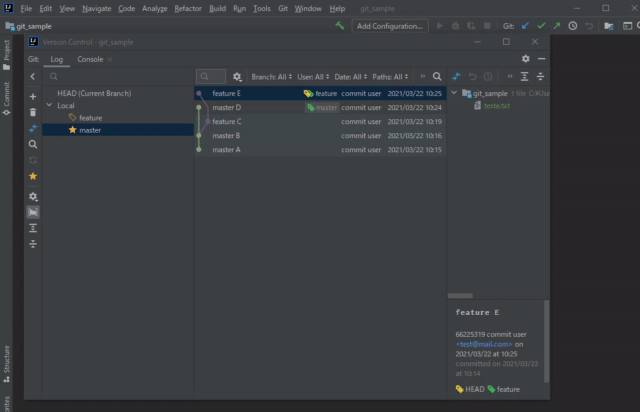 File Edit View Navigate Code Analyze Refactor Build Run Tools Git Window Help git_sample
git_sample Add Configuration... Git:
Version Control - git_sample
Git: Log Console
Branch: All User: All Date: All Paths: All
HEAD (Current Branch)
Local
feature
master
feature E feature commit user 2021/03/22 10:25
master D master commit user 2021/03/22 10:24
feature C commit user 2021/03/22 10:19
master B commit user 2021/03/22 10:16
master A commit user 2021/03/22 10:15
git_sample 1 file
Project
Commit
Structure
feature E
66225319 commit user
<test@mail.com> on
2021/03/22 at 10:25
committed on 2021/03/23
at 10:14
HEAD feature